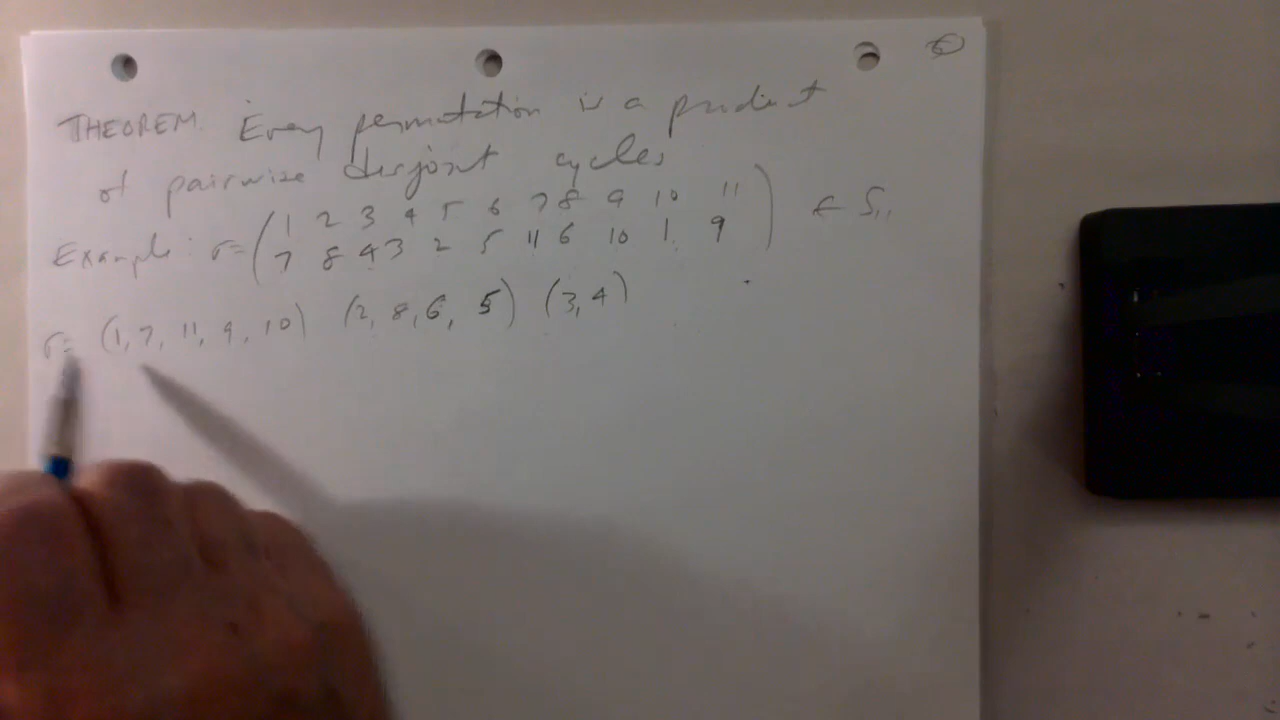 6
THEOREM. Every permutation is a product
of pairwise disjoint cycles
Example: σ = ( 1 2 3 4 5 6 7 8 9 10 11 ) ∈ S11
7 8 4 3 2 5 11 6 10 1 9
σ = (1, 7, 11, 9, 10) (2, 8, 6, 5) (3, 4)